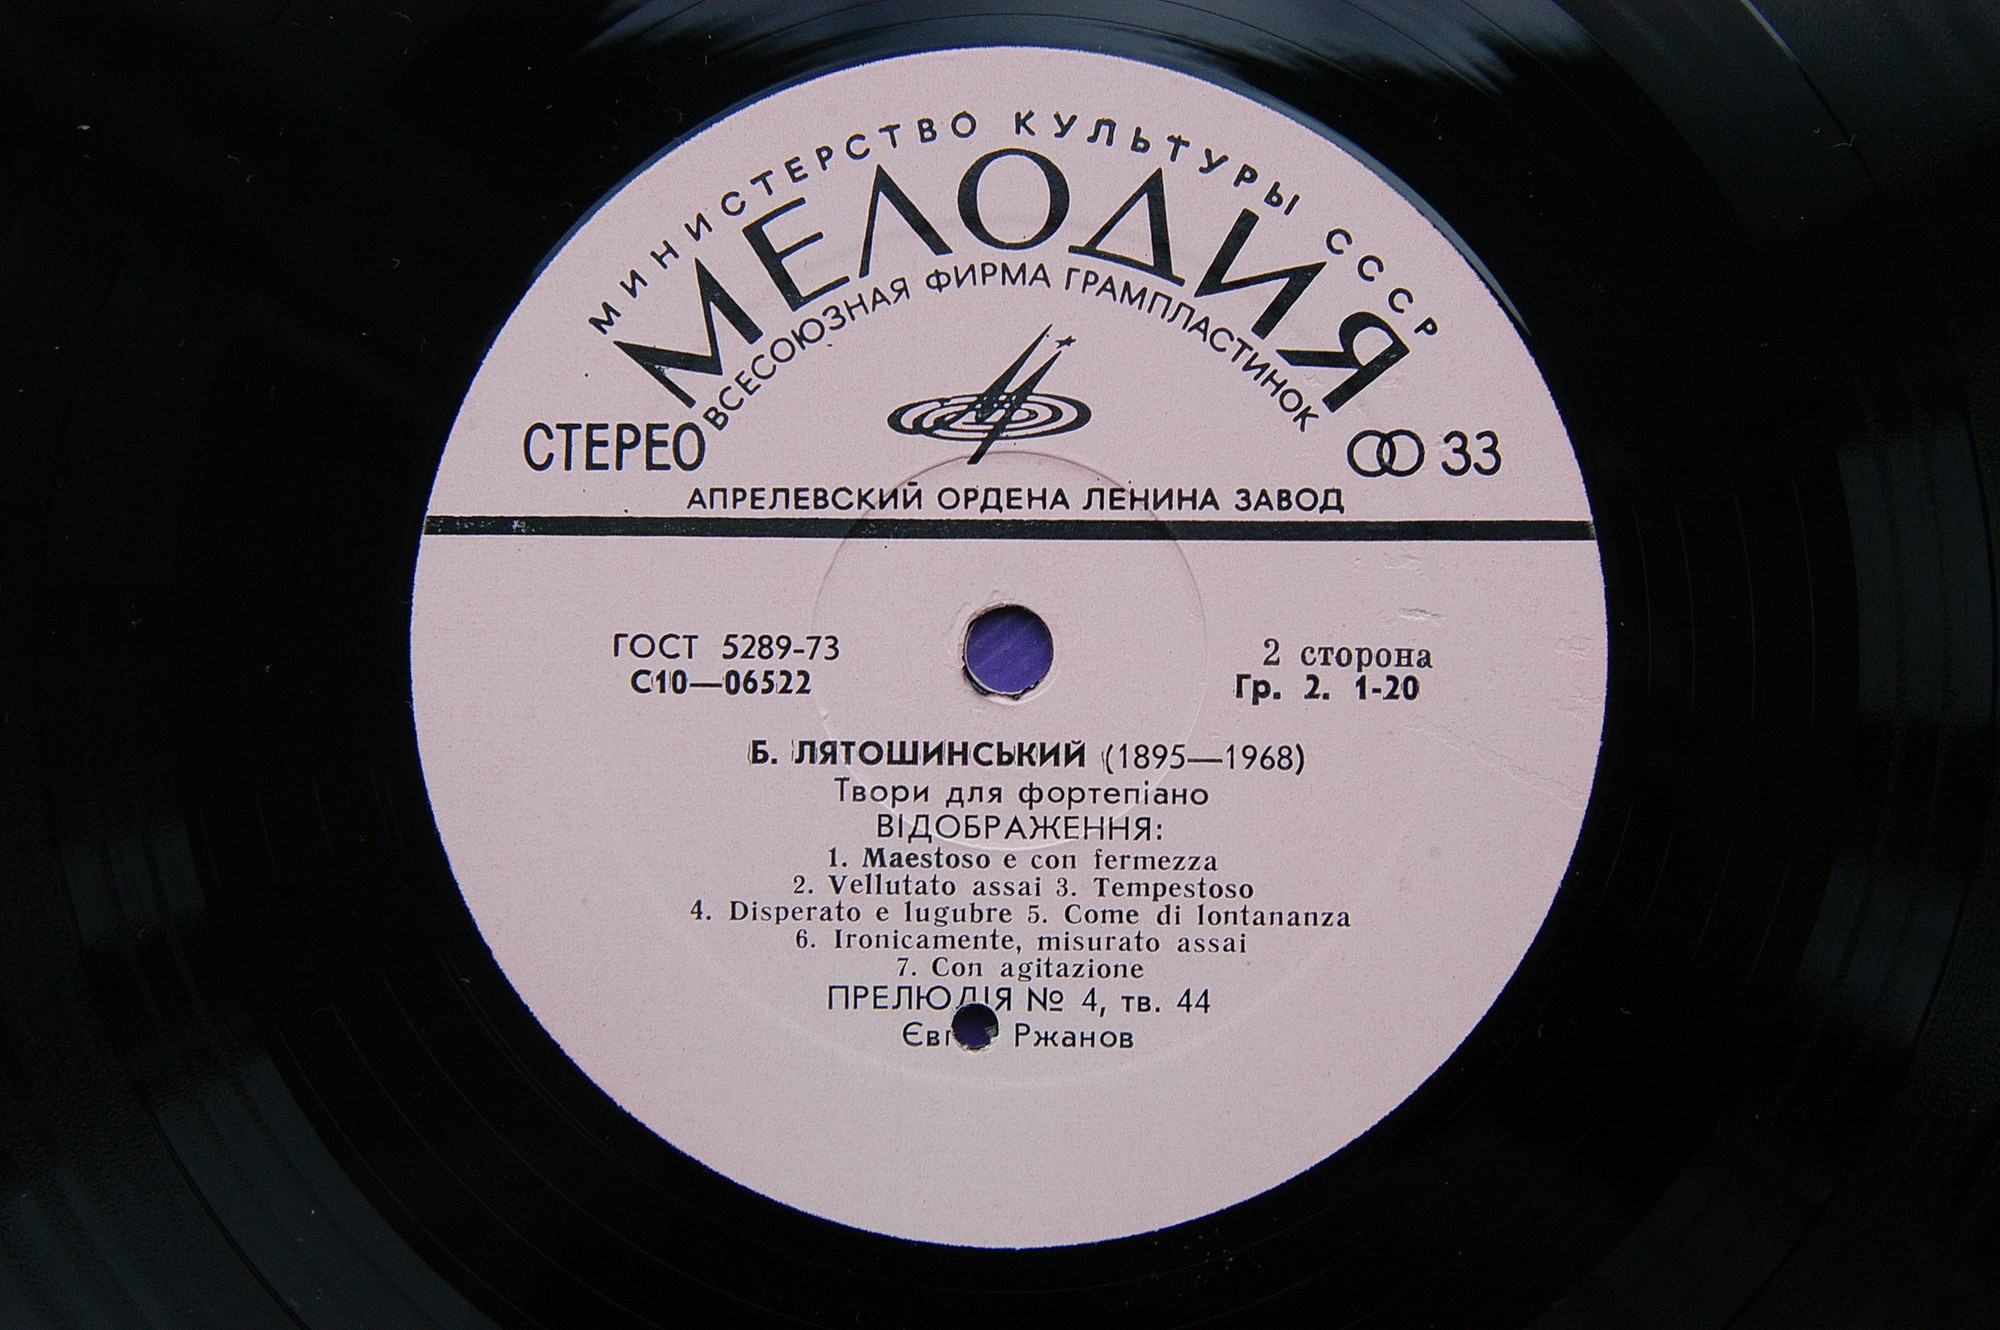 МИНИСТЕРСТВО КУЛЬТУРЫ СССР
МЕЛОДИЯ
ВСЕСОЮЗНАЯ ФИРМА ГРАМПЛАСТИНОК
СТЕРЕО 33
АПРЕЛЕВСКИЙ ОРДЕНА ЛЕНИНА ЗАВОД
ГОСТ 5289-73
С10—06522
2 сторона
Гр. 2. 1-20
Б. ЛЯТОШИНСЬКИЙ (1895—1968)
Твори для фортепіано
ВІДОБРАЖЕННЯ:
1. Maestoso e con fermezza
2. Vellutato assai 3. Tempestoso
4. Disperato e lugubre 5. Come di lontananza
6. Ironicamente, misurato assai
7. Con agitazione
ПРЕЛЮДІЯ № 4, тв. 44
Ржанов